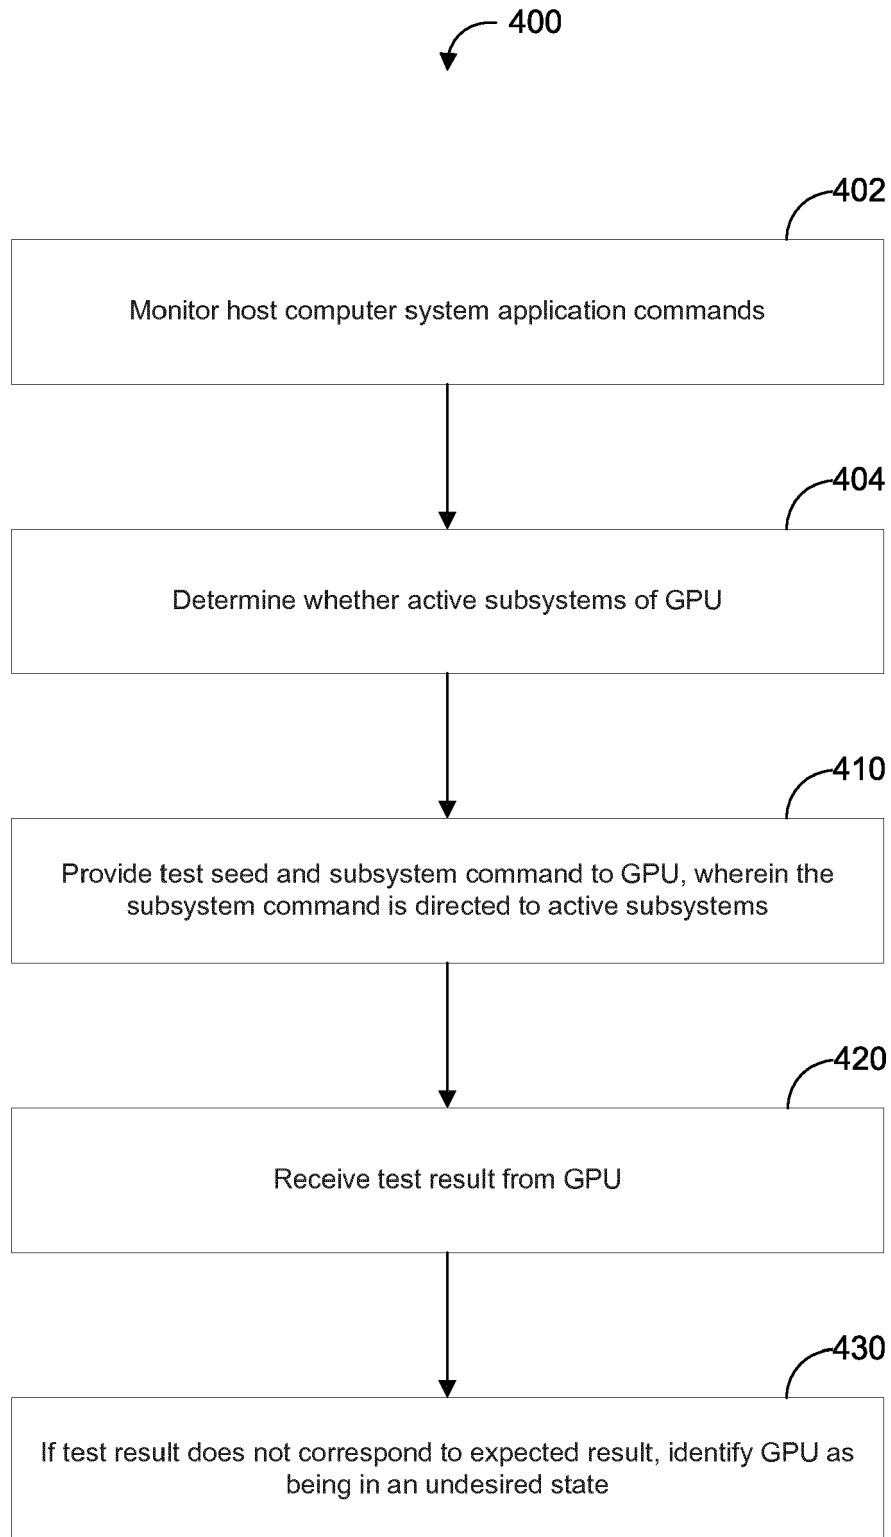 400
402
Monitor host computer system application commands
404
Determine whether active subsystems of GPU
410
Provide test seed and subsystem command to GPU, wherein the
subsystem command is directed to active subsystems
420
Receive test result from GPU
430
If test result does not correspond to expected result, identify GPU as
being in an undesired state